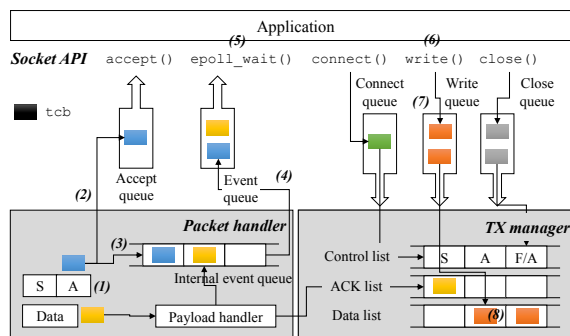 Application
(5) (6)
Socket API accept() epoll_wait() connect() write() close()
Connect queue
(7)
Write queue
Close queue
tcb
Accept queue
Event queue
(2)
(4)
Packet handler
TX manager
(3)
Internal event queue
S A (1)
Data
Payload handler
Control list S A F/A
ACK list
Data list (8)